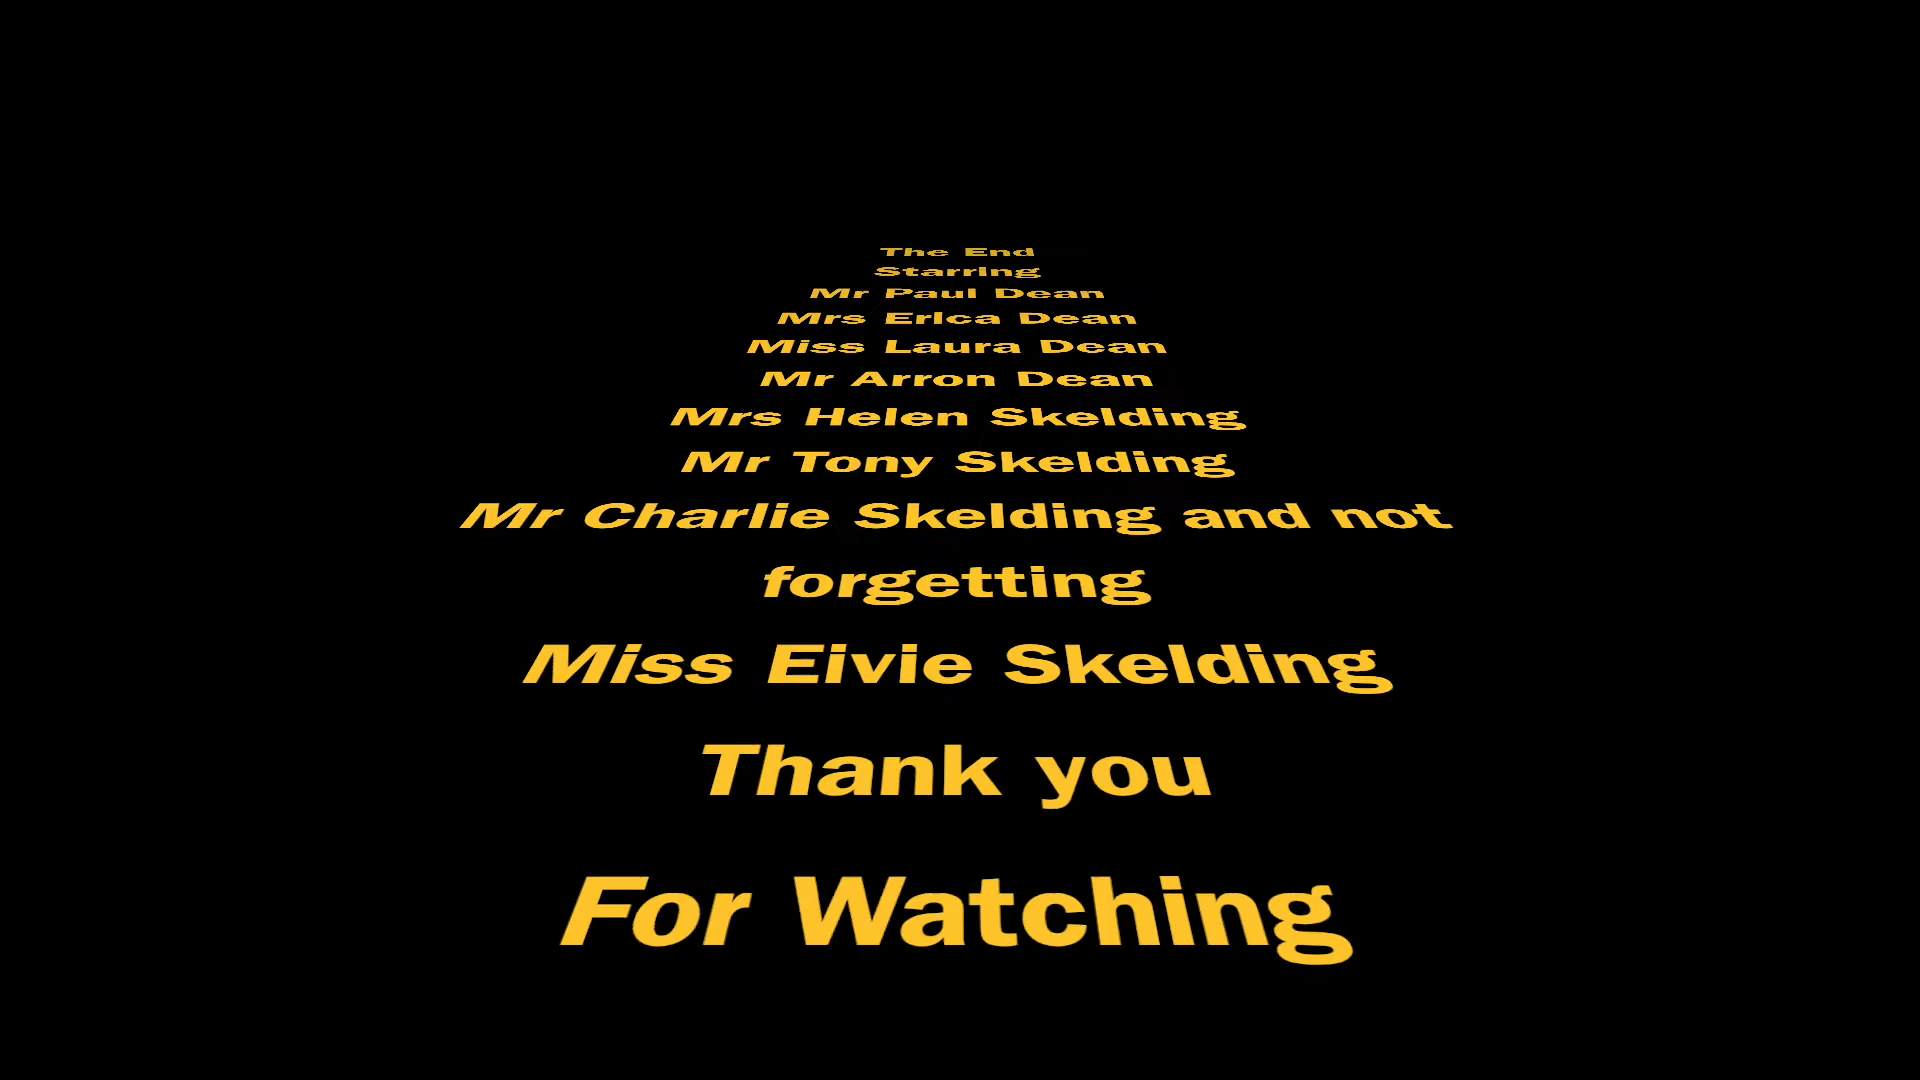 The End
Starring
Mr Paul Dean
Mrs Erica Dean
Miss Laura Dean
Mr Arron Dean
Mrs Helen Skelding
Mr Tony Skelding
Mr Charlie Skelding and not
forgetting
Miss Eivie Skelding
Thank you
For Watching